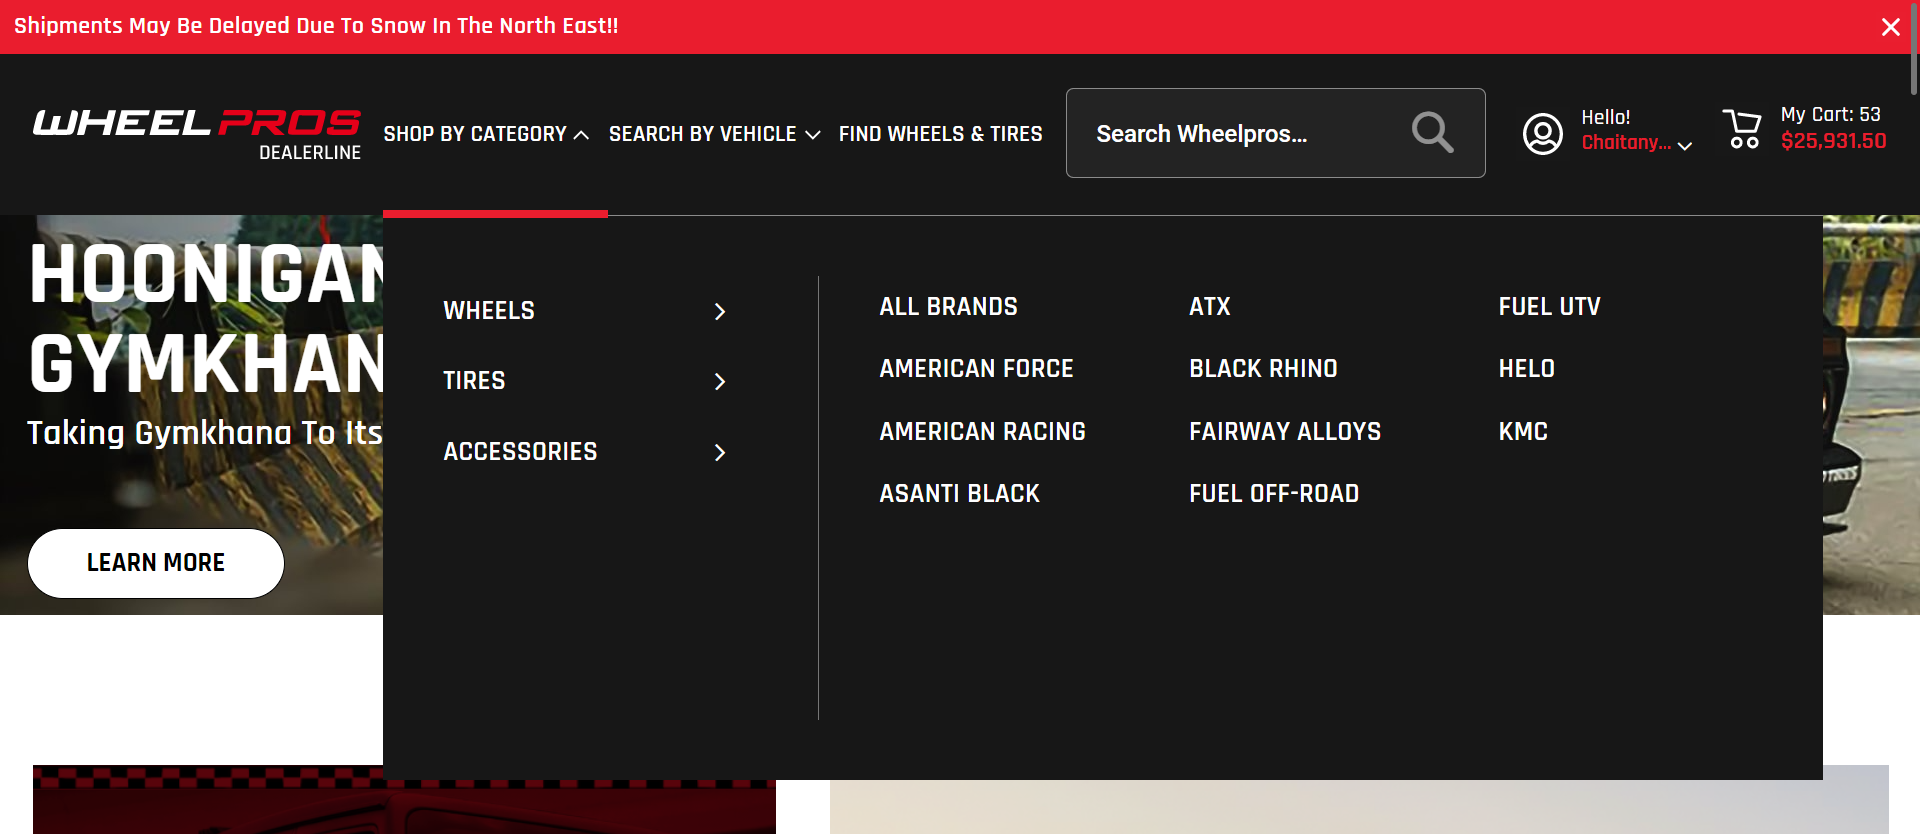 Shipments May Be Delayed Due To Snow In The North East!!
WHEEL PROS
DEALERLINE
SHOP BY CATEGORY
SEARCH BY VEHICLE
FIND WHEELS & TIRES
Search Wheelpros...
Hello!
Chaitany...
My Cart: 53
$25,931.50
HOONIGAN
GYMKHAN
Taking Gymkhana To Its
LEARN MORE
WHEELS
TIRES
ACCESSORIES
ALL BRANDS
AMERICAN FORCE
AMERICAN RACING
ASANTI BLACK
ATX
BLACK RHINO
FAIRWAY ALLOYS
FUEL OFF-ROAD
FUEL UTV
HELO
KMC